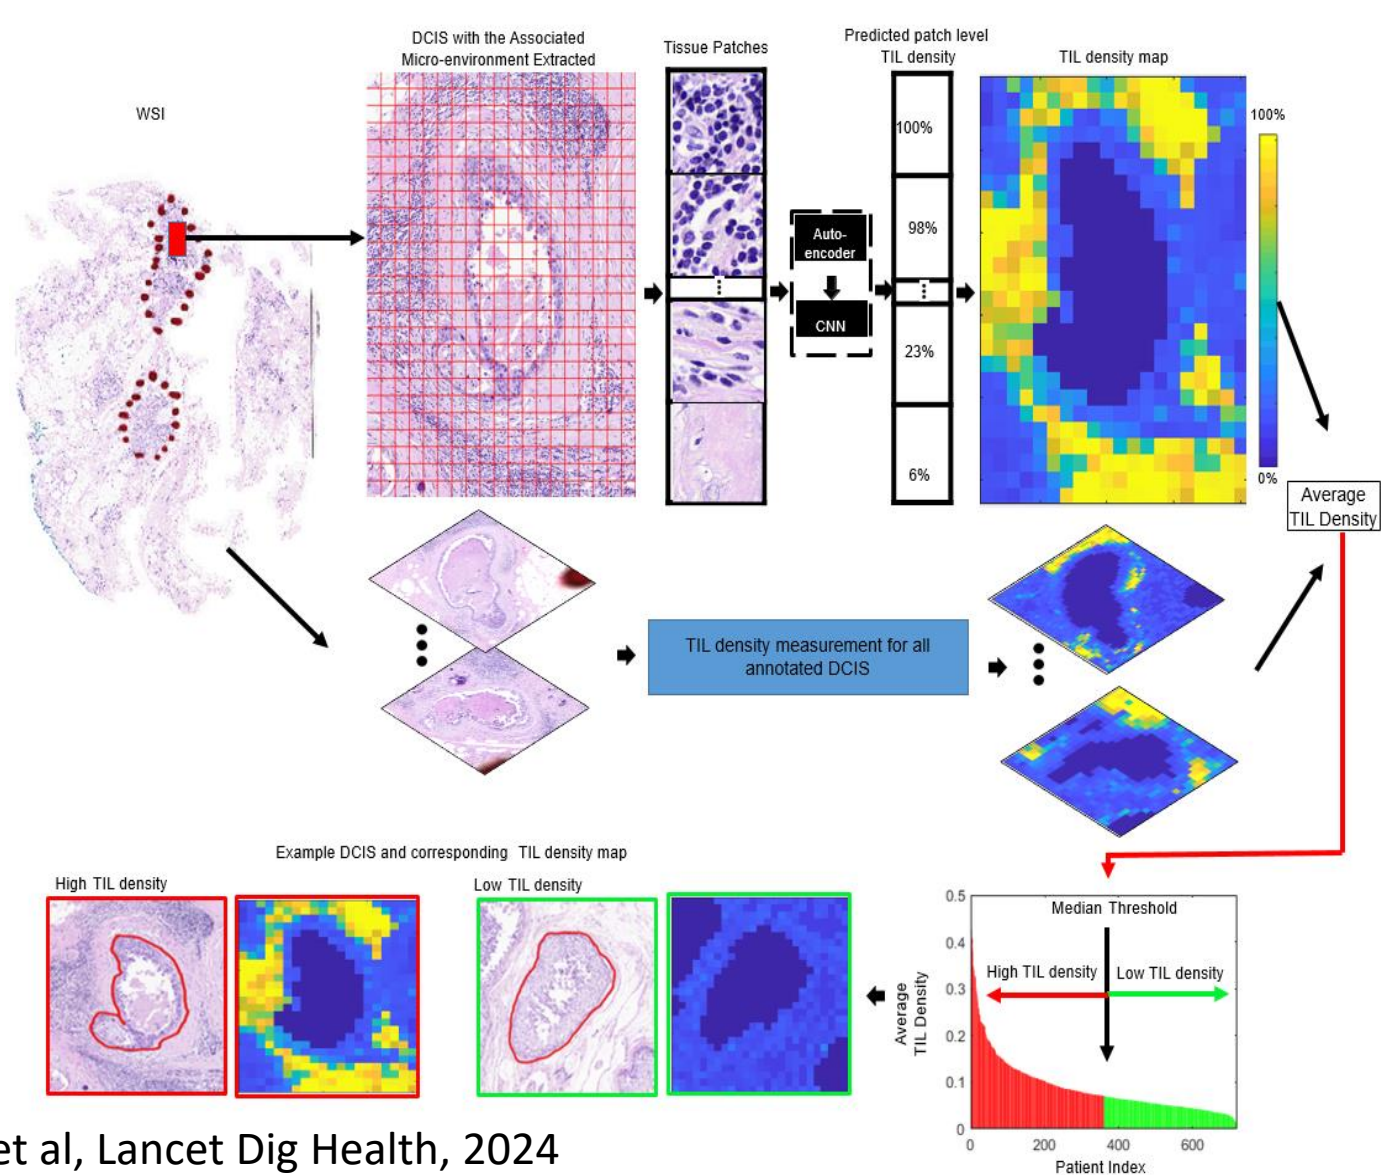 WSI
DCIS with the Associated
Micro-environment Extracted
Tissue Patches
Predicted patch level
TIL density
TIL density map
100%
98%
23%
6%
Auto-
encoder
CNN
100%
0%
Average
TIL Density
TIL density measurement for all
annotated DCIS
Example DCIS and corresponding TIL density map
High TIL density
Low TIL density
0.5
0.4
0.3
0.2
0.1
0
Average
TIL Density
Median Threshold
High TIL density
Low TIL density
0
200
400
600
Patient Index
et al, Lancet Dig Health, 2024